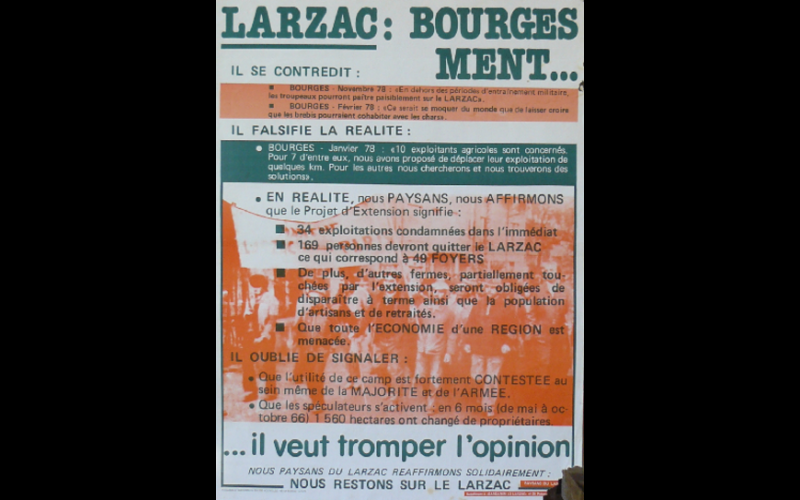 LARZAC : BOURGES
MENT...
IL SE CONTREDIT :
■ BOURGES - Novembre 78 : «En dehors des périodes d'entraînement militaire,
les troupeaux pourront paître paisiblement sur le LARZAC».
■ BOURGES - Février 78 : «Ce serait se moquer du monde que de laisser croire
que les brebis pourraient cohabiter avec les chars».
IL FALSIFIE LA REALITE :
● BOURGES - Janvier 78 : «10 exploitants agricoles sont concernés.
Pour 7 d'entre eux, nous avons proposé de déplacer leur exploitation de
quelques km. Pour les autres nous chercherons et nous trouverons des
solutions».
● EN REALITE, nous PAYSANS, nous AFFIRMONS
que le Projet d'Extension signifie :
■ 34 exploitations condamnées dans l'immédiat
■ 169 personnes devront quitter le LARZAC
ce qui correspond à 49 FOYERS
■ De plus, d'autres fermes, partiellement tou-
chées par l'extension, seront obligées de
disparaître à terme ainsi que la population
d'artisans et de retraités.
■ Que toute l'ECONOMIE d'une REGION est
menacée.
IL OUBLIE DE SIGNALER :
● Que l'utilité de ce camp est fortement CONTESTEE au
sein même de la MAJORITE et de l'ARMEE.
● Que les spéculateurs s'activent : en 6 mois (de mai à oc-
tobre 66) 1 560 hectares ont changé de propriétaires.
...il veut tromper l'opinion
NOUS PAYSANS DU LARZAC REAFFIRMONS SOLIDAIREMENT :
NOUS RESTONS SUR LE LARZAC